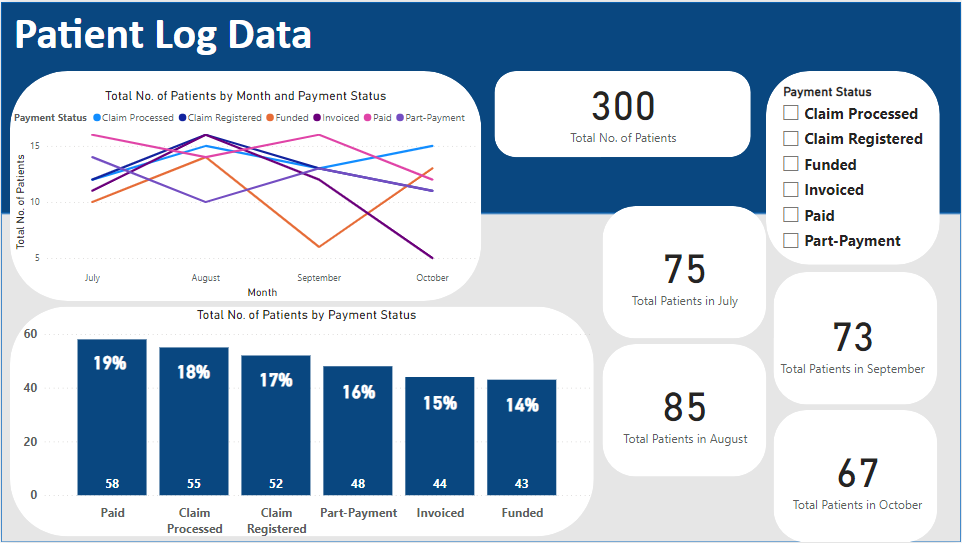 Patient Log Data
Total No. of Patients by Month and Payment Status
Payment Status Claim Processed Claim Registered Funded Invoiced Paid Part-Payment
Total No. of Patients
15
10
5
July August September October
Month
300
Total No. of Patients
Payment Status
Claim Processed
Claim Registered
Funded
Invoiced
Paid
Part-Payment
75
Total Patients in July
73
Total Patients in September
85
Total Patients in August
67
Total Patients in October
Total No. of Patients by Payment Status
60
40
20
0
19% 18% 17% 16% 15% 14%
58 55 52 48 44 43
Paid Claim Processed Claim Registered Part-Payment Invoiced Funded